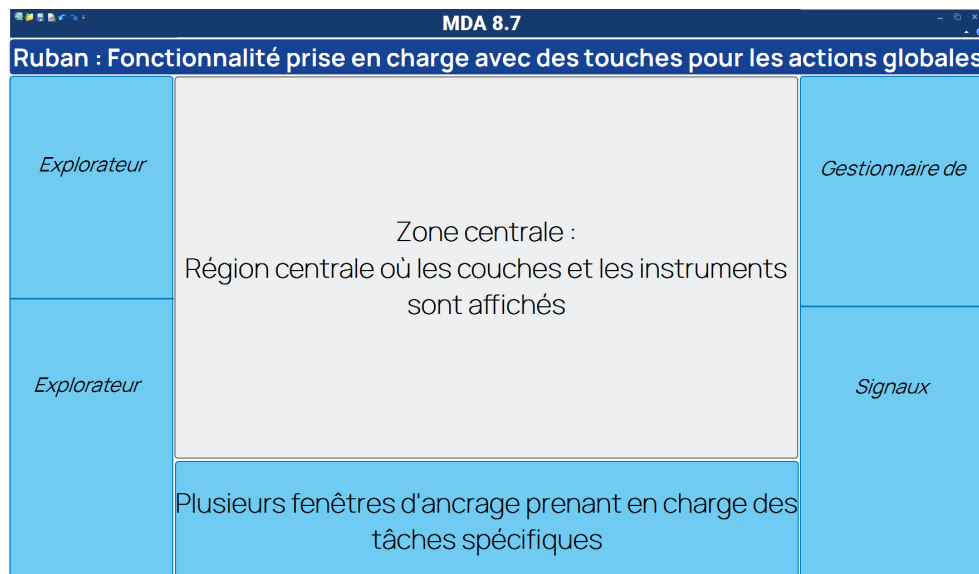 MDA 8.7
Ruban : Fonctionnalité prise en charge avec des touches pour les actions globales
Explorateur
Gestionnaire de
Zone centrale :
Région centrale où les couches et les instruments
sont affichés
Explorateur
Signaux
Plusieurs fenêtres d'ancrage prenant en charge des
tâches spécifiques